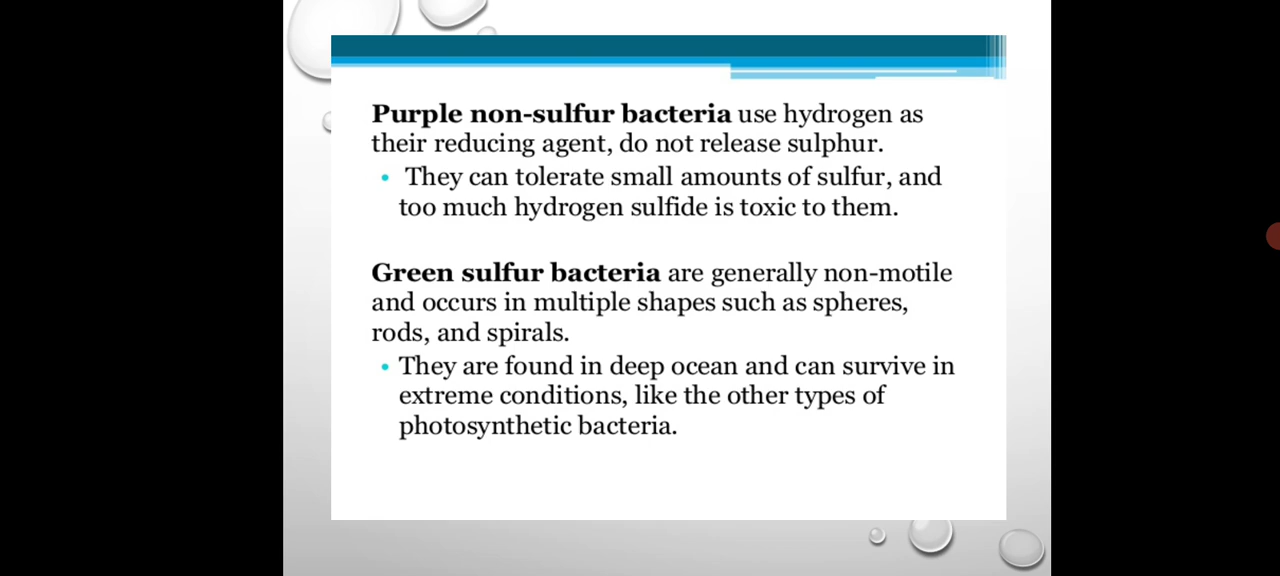 Purple non-sulfur bacteria use hydrogen as
their reducing agent, do not release sulphur.
• They can tolerate small amounts of sulfur, and
too much hydrogen sulfide is toxic to them.
Green sulfur bacteria are generally non-motile
and occurs in multiple shapes such as spheres,
rods, and spirals.
• They are found in deep ocean and can survive in
extreme conditions, like the other types of
photosynthetic bacteria.